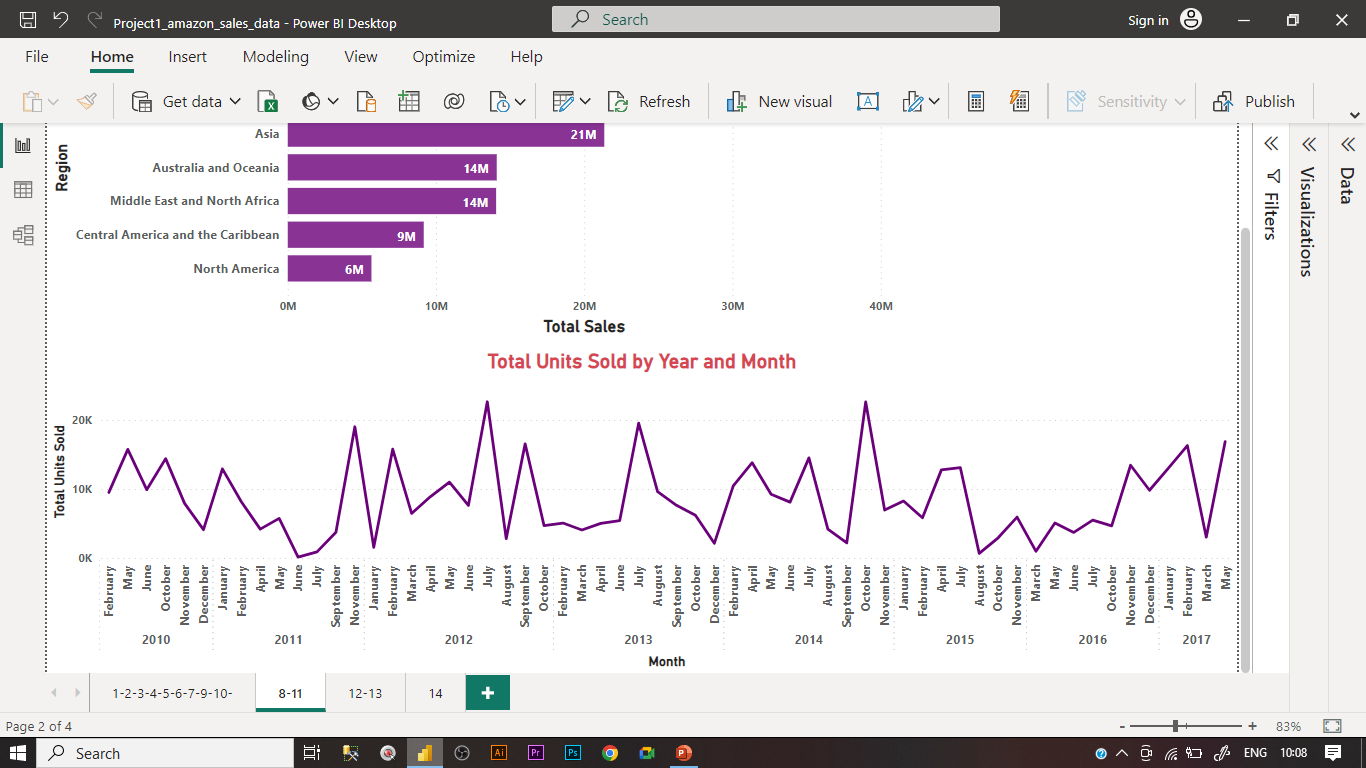 Project1_amazon_sales_data - Power BI Desktop
Search
Sign in
File Home Insert Modeling View Optimize Help
Get data
Refresh
New visual
Sensitivity
Publish
Region
Asia 21M
Australia and Oceania 14M
Middle East and North Africa 14M
Central America and the Caribbean 9M
North America 6M
0M 10M 20M 30M 40M
Total Sales
Filters
Visualizations
Data
Total Units Sold by Year and Month
Total Units Sold
20K
10K
0K
February May June October November December January February April May June July September November January February March April May June July August September October February March April June July August September October December February April May June July August September October November January February April July August October November March May June July October November December January February March May
2010 2011 2012 2013 2014 2015 2016 2017
Month
1-2-3-4-5-6-7-9-10- 8-11 12-13 14 +
Page 2 of 4
- + 83%
Search
Ai Pr Ps
ENG 10:08